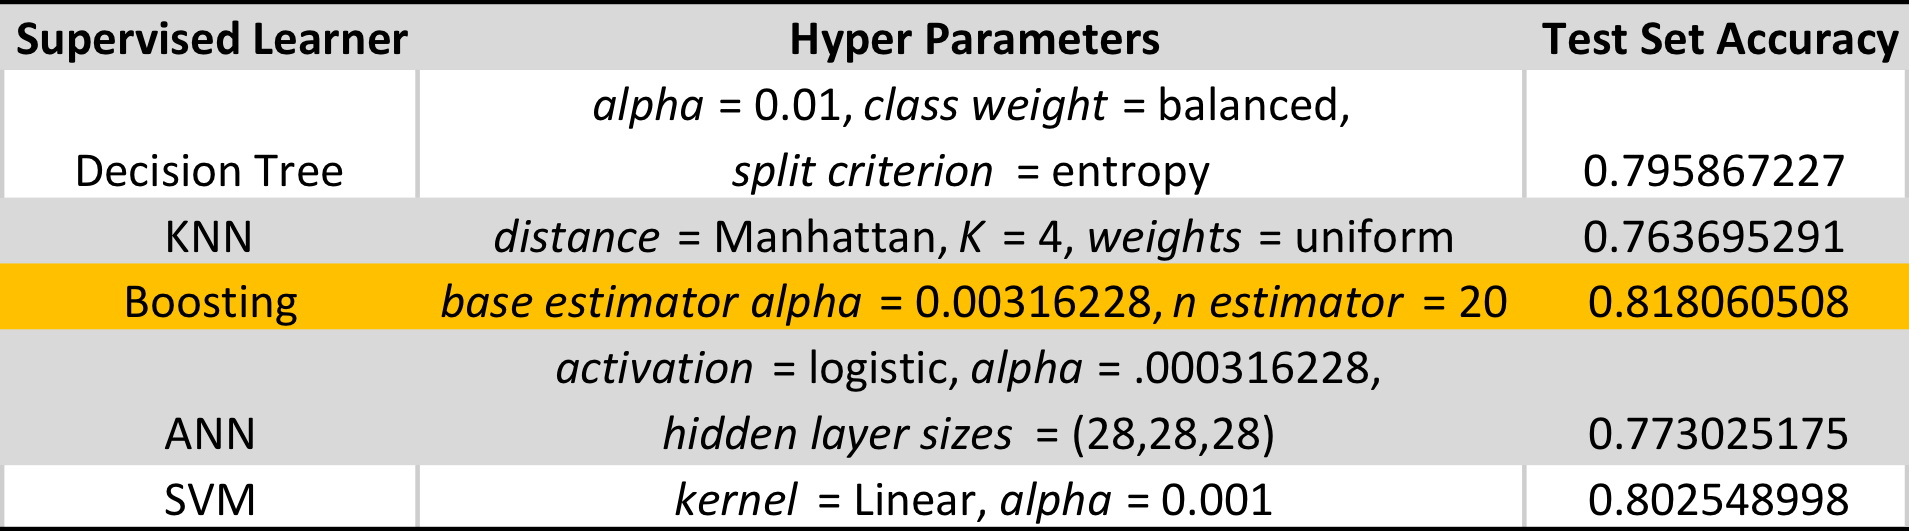 Supervised Learner Hyper Parameters Test Set Accuracy
alpha = 0.01, class weight = balanced,
Decision Tree split criterion = entropy 0.795867227
KNN distance = Manhattan, K = 4, weights = uniform 0.763695291
Boosting base estimator alpha = 0.00316228, n estimator = 20 0.818060508
activation = logistic, alpha = .000316228,
ANN hidden layer sizes = (28,28,28) 0.773025175
SVM kernel = Linear, alpha = 0.001 0.802548998